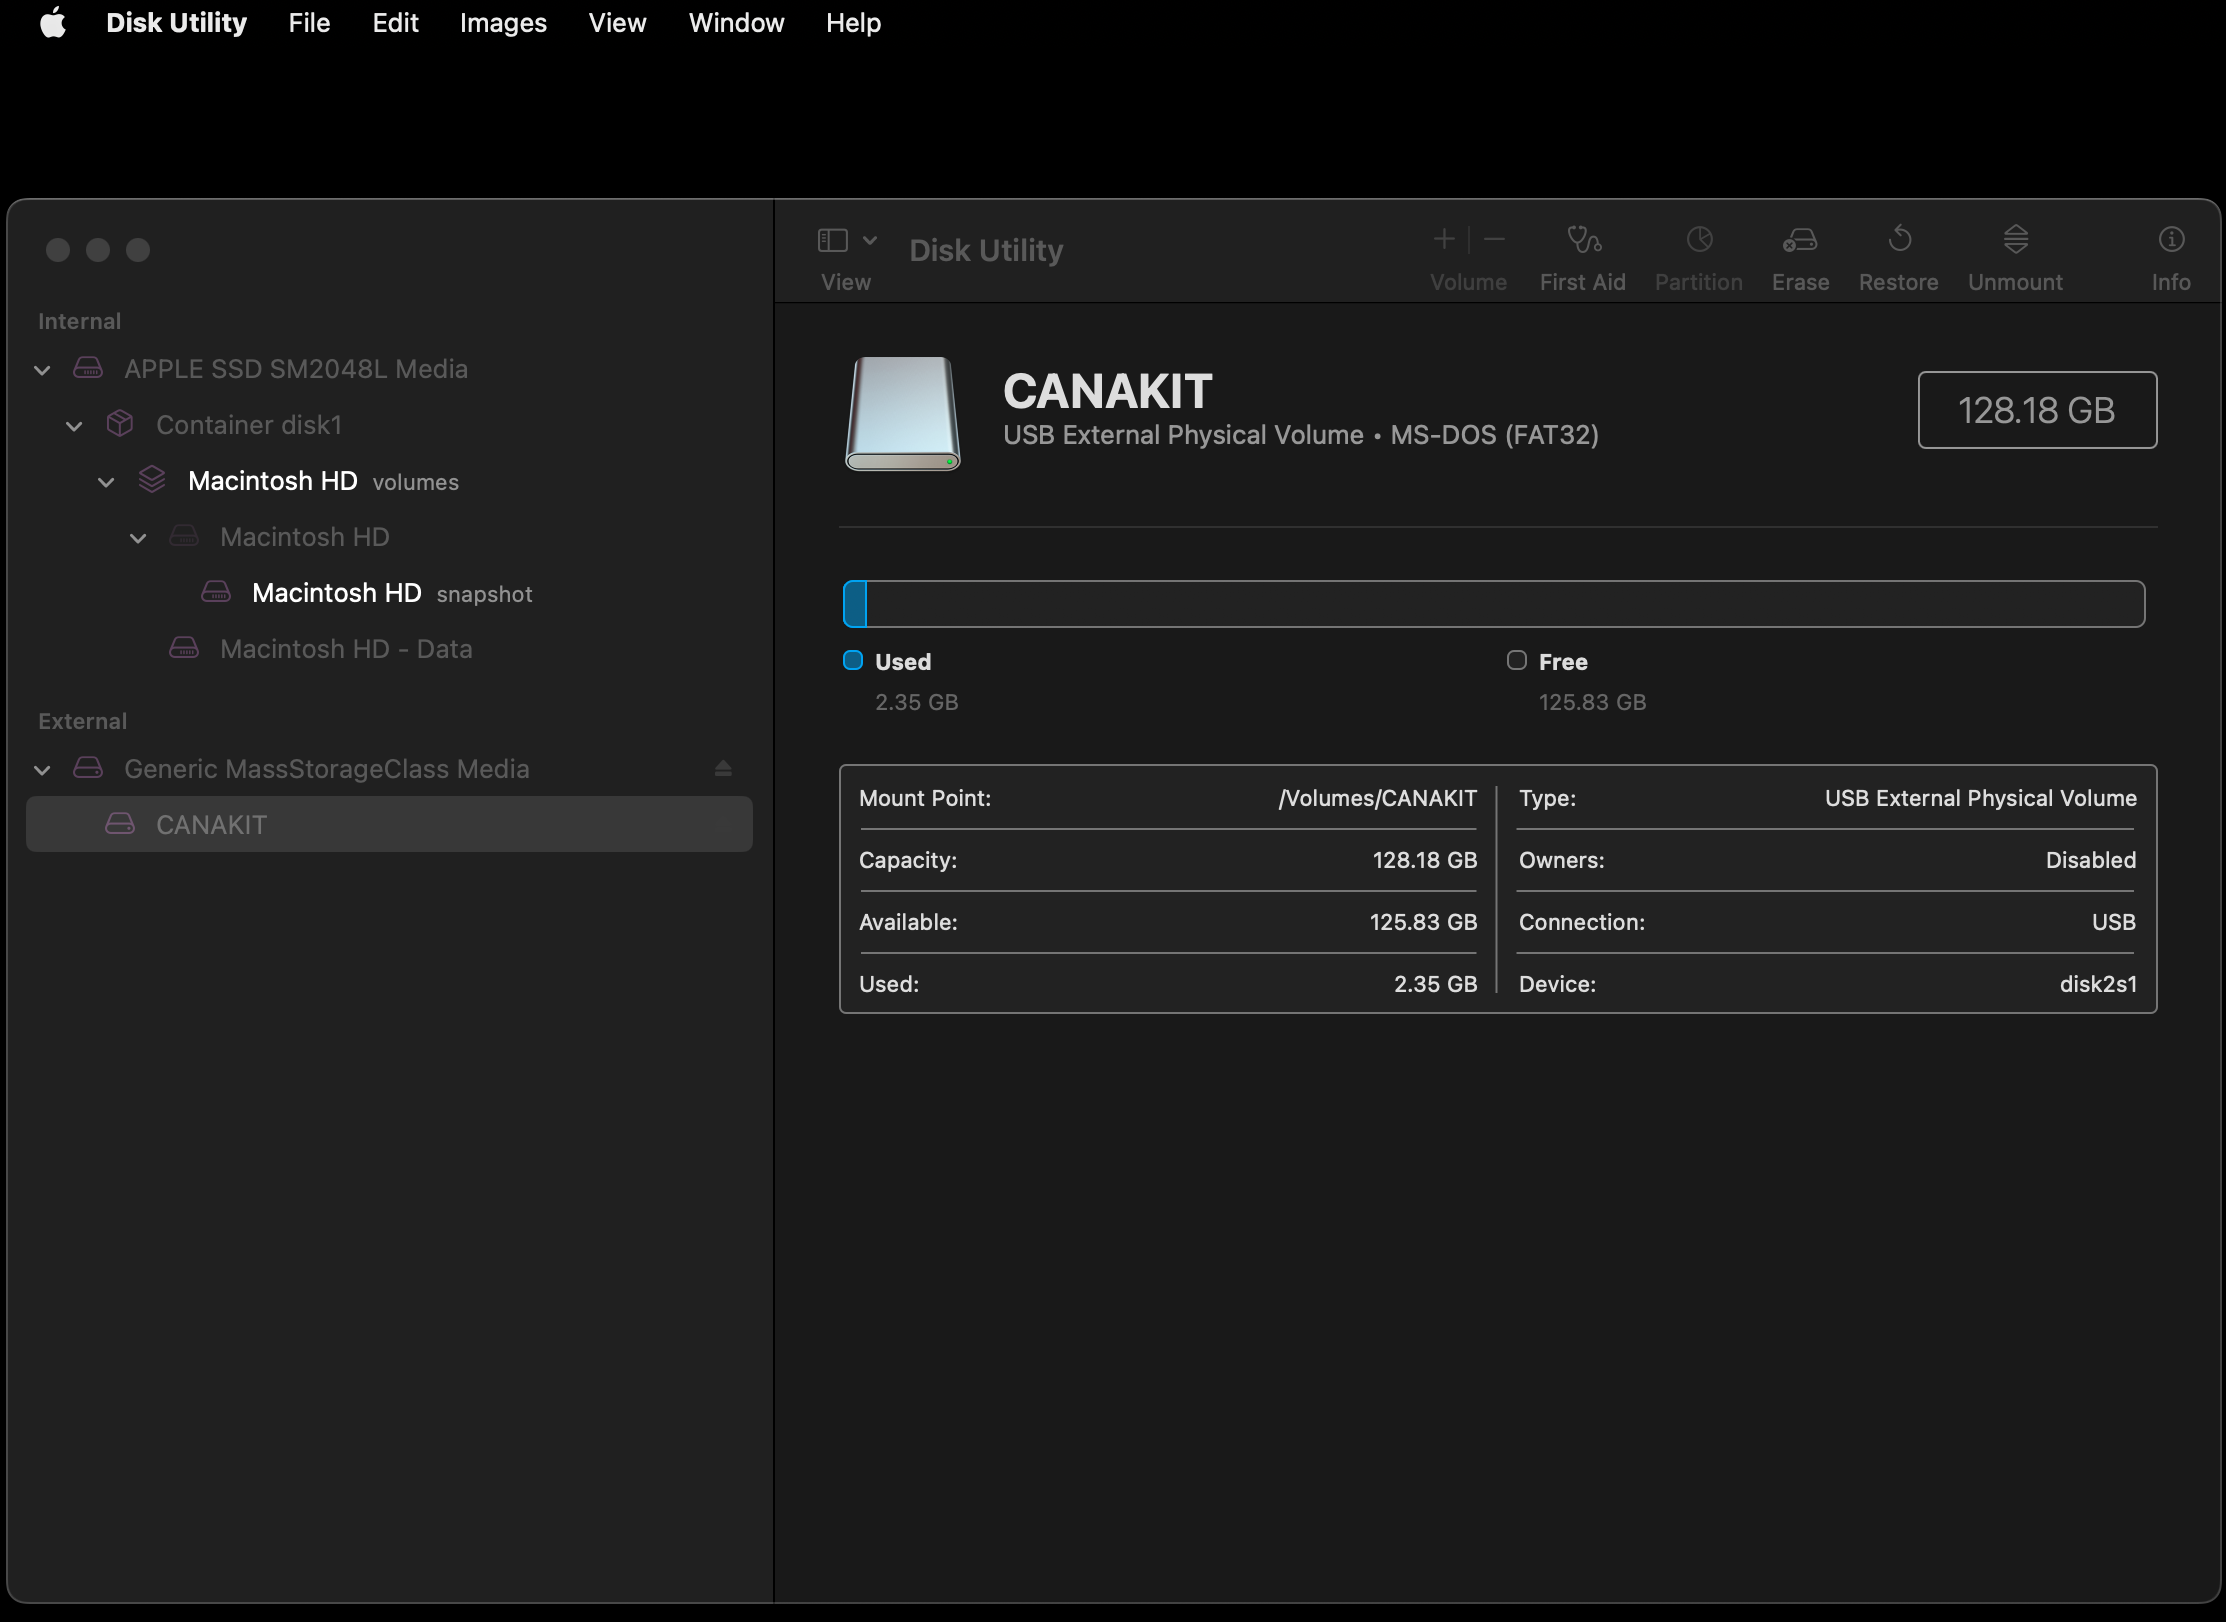 Disk Utility File Edit Images View Window Help
Disk Utility
View
Volume First Aid Partition Erase Restore Unmount Info
Internal
APPLE SSD SM2048L Media
Container disk1
Macintosh HD volumes
Macintosh HD
Macintosh HD snapshot
Macintosh HD - Data
External
Generic MassStorageClass Media
CANAKIT
CANAKIT
USB External Physical Volume • MS-DOS (FAT32)
128.18 GB
Used
2.35 GB
Free
125.83 GB
Mount Point: /Volumes/CANAKIT
Capacity: 128.18 GB
Available: 125.83 GB
Used: 2.35 GB
Type: USB External Physical Volume
Owners: Disabled
Connection: USB
Device: disk2s1